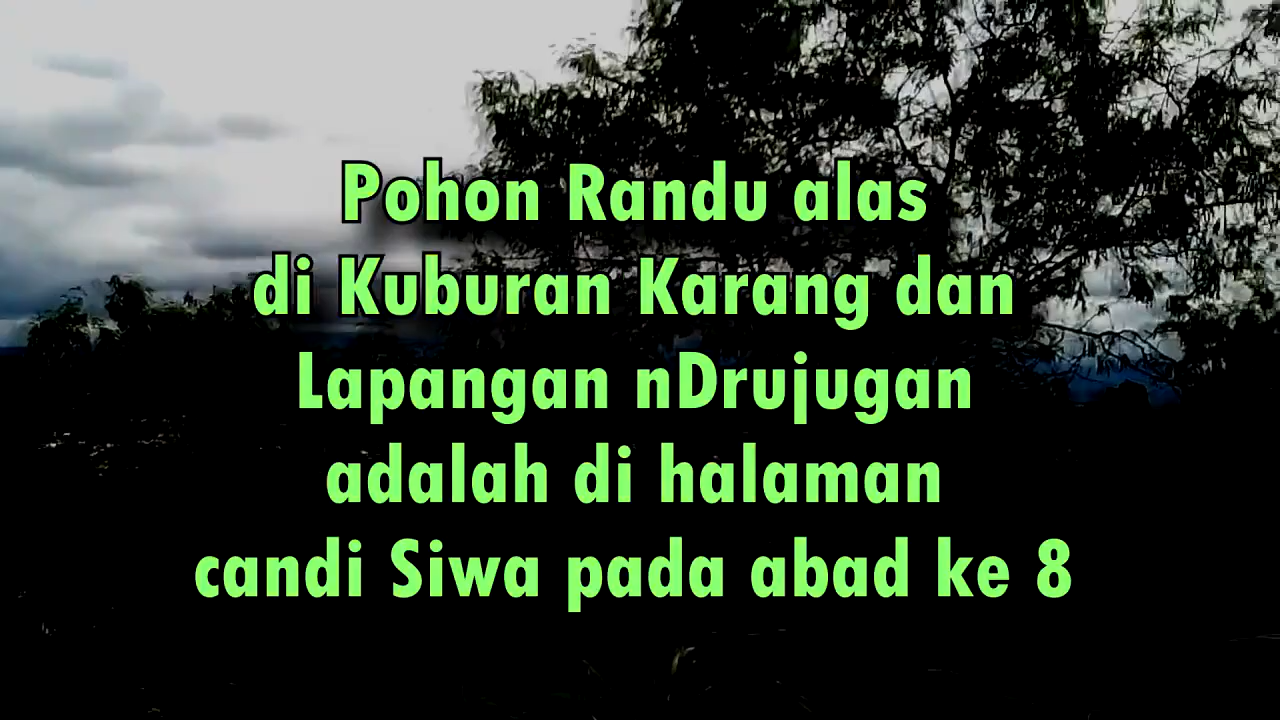 Pohon Randu alas
di Kuburan Karang dan
Lapangan nDrujugan
adalah di halaman
candi Siwa pada abad ke 8